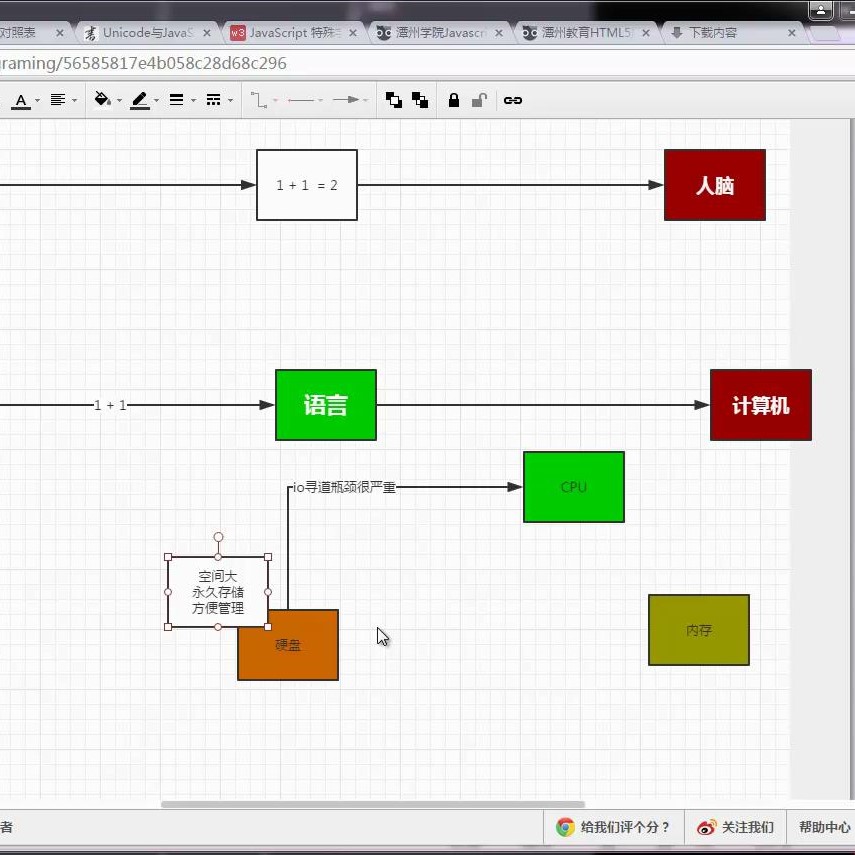 对照表
Unicode与JavaS
JavaScript 特殊字
潭州学院Javascri
潭州教育HTML5
下载内容
raming/56585817e4b058c28d68c296
A
1 + 1 = 2
人脑
1 + 1
语言
计算机
io寻道瓶颈很严重
CPU
空间大
永久存储
方便管理
硬盘
内存
者
给我们评个分？
关注我们
帮助中心